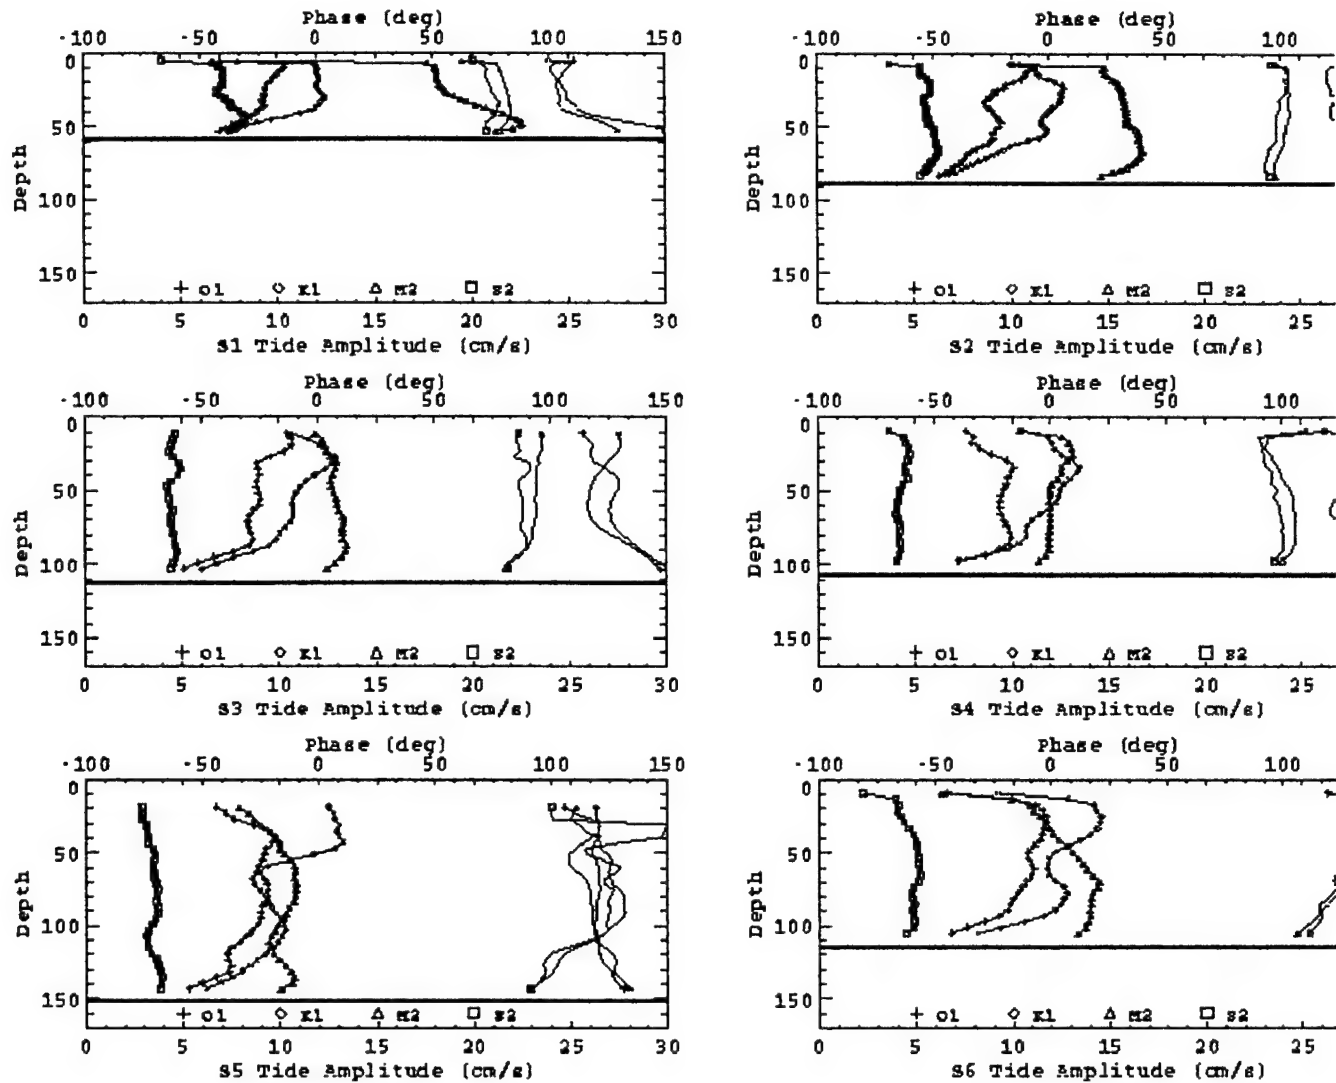 Phase (deg)
-100 -50 0 50 100 150
0
50
100
150
Depth
O1 K1 M2 S2
0 5 10 15 20 25 30
S1 Tide Amplitude (cm/s)
Phase (deg)
-100 -50 0 50 100
0
50
100
150
Depth
O1 K1 M2 S2
0 5 10 15 20 25
S2 Tide Amplitude (cm/s)
Phase (deg)
-100 -50 0 50 100 150
0
50
100
150
Depth
O1 K1 M2 S2
0 5 10 15 20 25 30
S3 Tide Amplitude (cm/s)
Phase (deg)
-100 -50 0 50 100
0
50
100
150
Depth
O1 K1 M2 S2
0 5 10 15 20 25
S4 Tide Amplitude (cm/s)
Phase (deg)
-100 -50 0 50 100 150
0
50
100
150
Depth
O1 K1 M2 S2
0 5 10 15 20 25 30
S5 Tide Amplitude (cm/s)
Phase (deg)
-100 -50 0 50 100
0
50
100
150
Depth
O1 K1 M2 S2
0 5 10 15 20 25
S6 Tide Amplitude (cm/s)